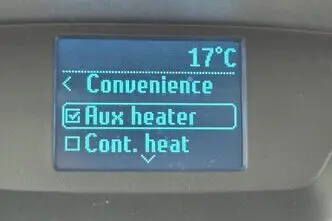 17°C
< Convenience
☑ Aux heater
☐ Cont. heat